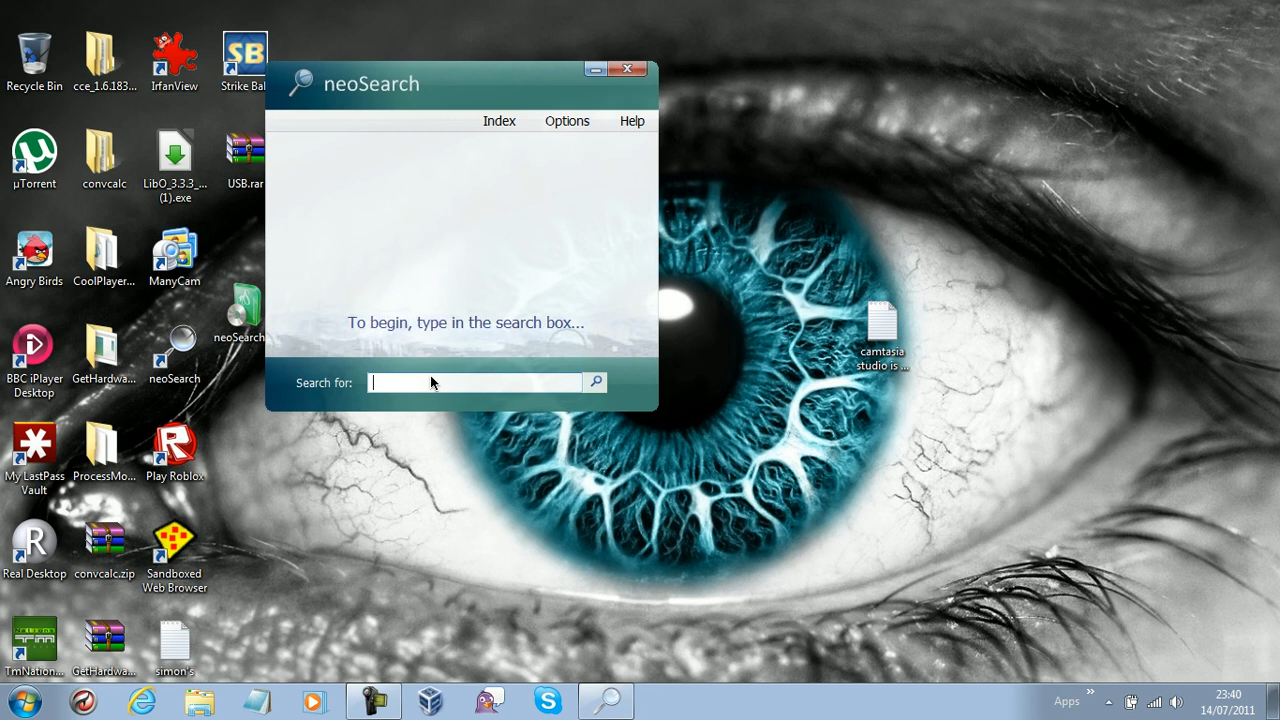 Recycle Bin
cce_1.6.183...
IrfanView
Strike Bal
SB
µTorrent
convcalc
LibO_3.3.3_...
(1).exe
USB.rar
Angry Birds
CoolPlayer...
ManyCam
neoSearch
BBC iPlayer
Desktop
GetHardwa...
neoSearch
My LastPass
Vault
ProcessMo...
Play Roblox
R
Real Desktop
convcalc.zip
Sandboxed
Web Browser
TmNation...
GetHardwa...
simon's
neoSearch
Index
Options
Help
To begin, type in the search box...
Search for:
camtasia
studio is ...
Apps
23:40
14/07/2011